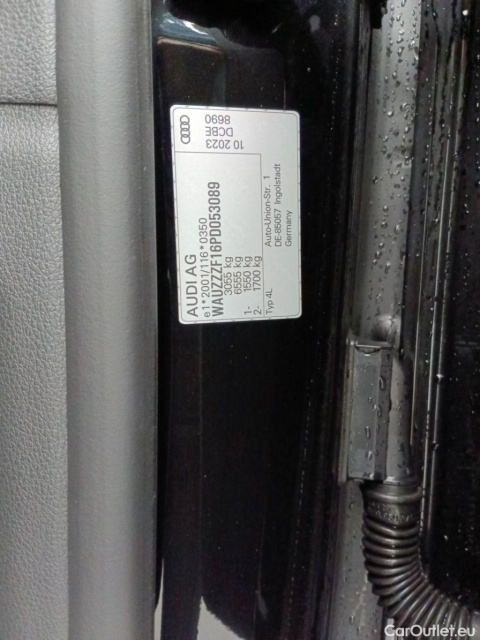 AUDI AG
e1*2001/116*0350
WAUZZZF16PD053089
3055 kg
6555 kg
1- 1550 kg
2- 1700 kg
Typ 4L
10.2023
DCBE
8690
Auto-Union-Str. 1
DE-85057 Ingolstadt
Germany
CarOutlet.eu